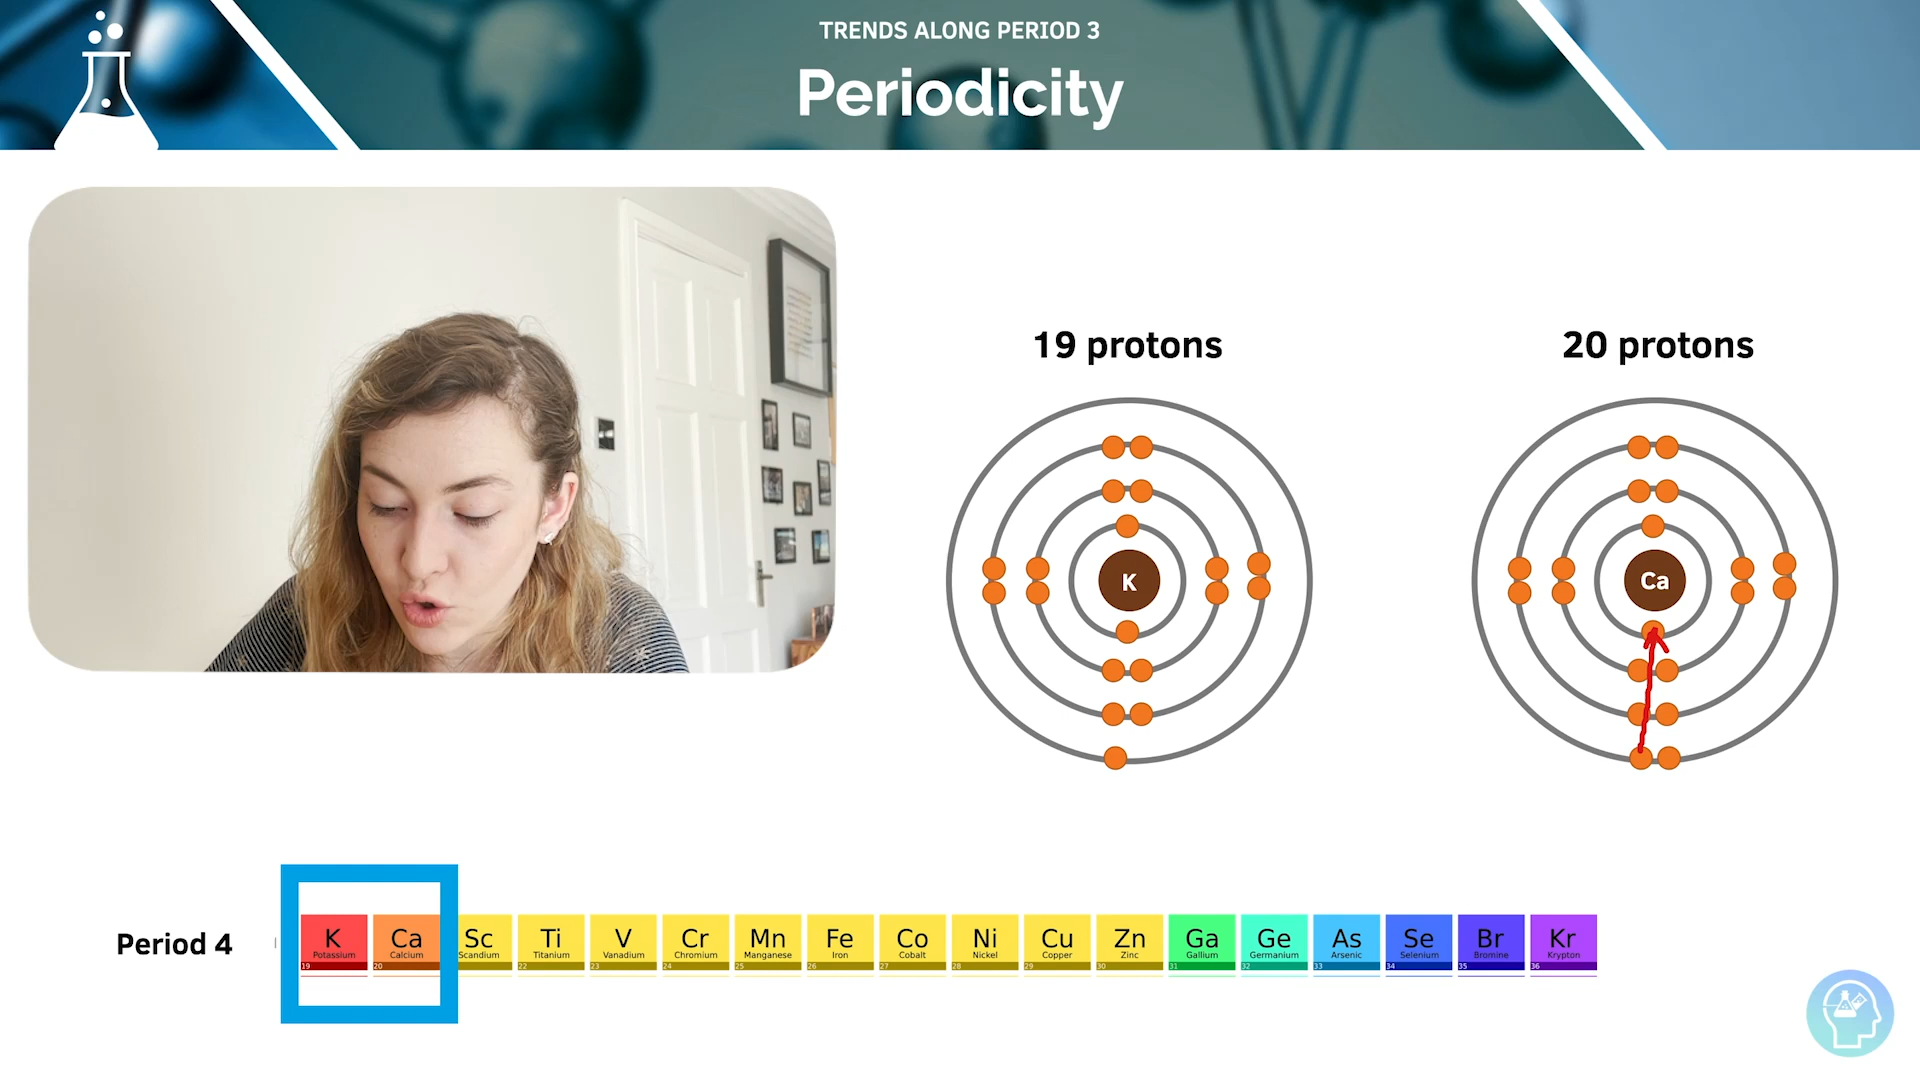 TRENDS ALONG PERIOD 3
Periodicity
19 protons
20 protons
K
Ca
Period 4
K Ca Sc Ti V Cr Mn Fe Co Ni Cu Zn Ga Ge As Se Br Kr
Potassium Calcium Scandium Titanium Vanadium Chromium Manganese Iron Cobalt Nickel Copper Zinc Gallium Germanium Arsenic Selenium Bromine Krypton
19 20 22 23 24 25 26 27 28 29 30 31 32 33 34 35 36